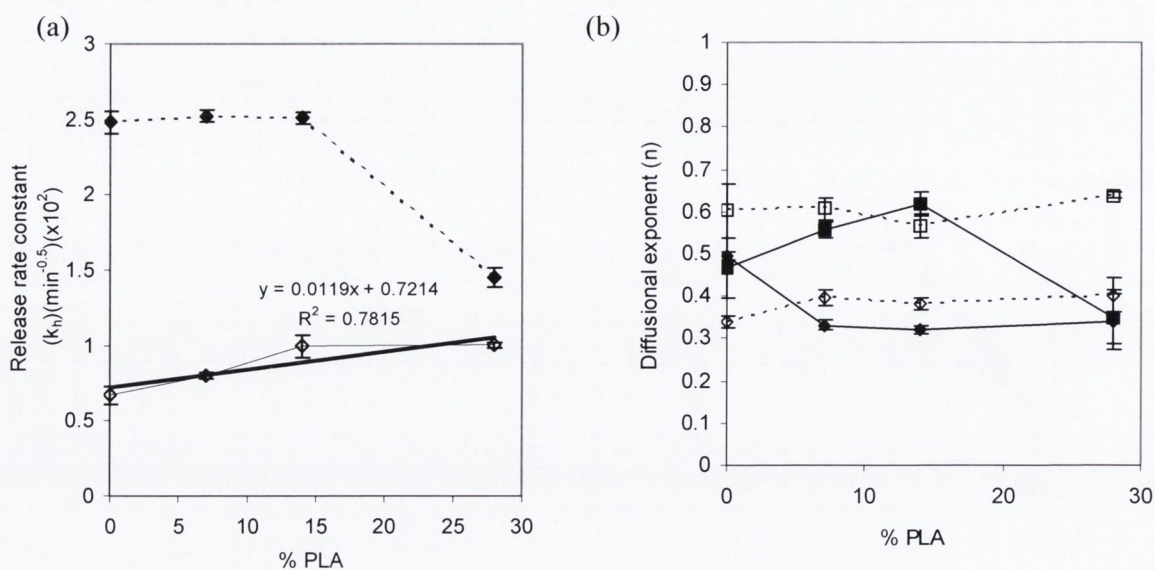 (a)
3
2.5
2
1.5
1
0.5
0
Release rate constant
(kₕ)(min⁻⁰·⁵)(x10⁻²)
y = 0.0119x + 0.7214
R² = 0.7815
0 5 10 15 20 25 30
% PLA
(b)
1
0.9
0.8
0.7
0.6
0.5
0.4
0.3
0.2
0.1
0
Diffusional exponent (n)
0 10 20 30
% PLA